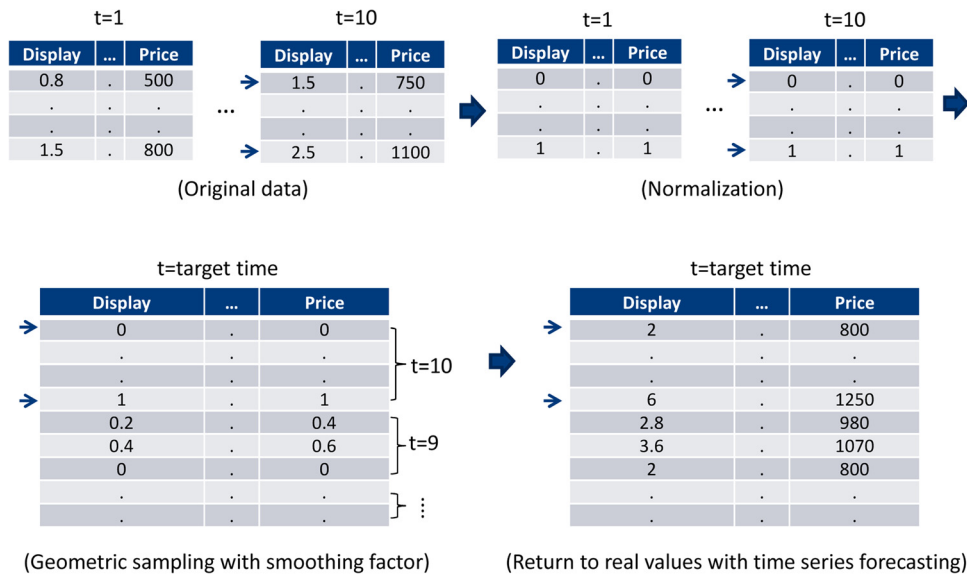 t=1
Display ... Price
0.8 . 500
. . .
. . .
1.5 . 800
...
t=10
Display ... Price
1.5 . 750
. . .
. . .
2.5 . 1100
(Original data)
t=1
Display ... Price
0 . 0
. . .
. . .
1 . 1
...
t=10
Display ... Price
0 . 0
. . .
. . .
1 . 1
(Normalization)
t=target time
Display ... Price
0 . 0
. . .
. . .
1 . 1
t=10
0.2 . 0.4
0.4 . 0.6
0 . 0
t=9
. . .
. . .
⋮
(Geometric sampling with smoothing factor)
t=target time
Display ... Price
2 . 800
. . .
. . .
6 . 1250
2.8 . 980
3.6 . 1070
2 . 800
. . .
. . .
(Return to real values with time series forecasting)